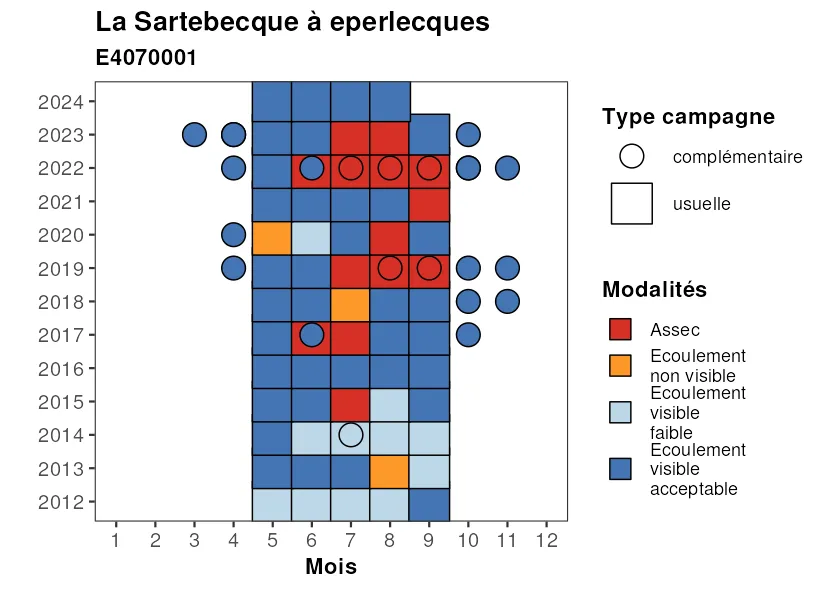 La Sartebecque à eperlecques
E4070001
2024
2023
2022
2021
2020
2019
2018
2017
2016
2015
2014
2013
2012
1 2 3 4 5 6 7 8 9 10 11 12
Mois
Type campagne
complémentaire
usuelle
Modalités
Assec
Ecoulement
non visible
Ecoulement
visible
faible
Ecoulement
visible
acceptable